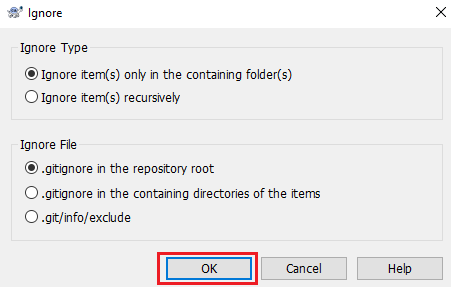 Ignore
Ignore Type
Ignore item(s) only in the containing folder(s)
Ignore item(s) recursively
Ignore File
.gitignore in the repository root
.gitignore in the containing directories of the items
.git/info/exclude
OK
Cancel
Help